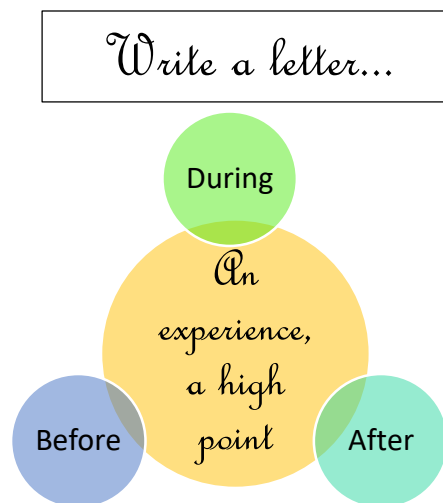 Write a letter...
During
An
experience,
a high
point
Before
After